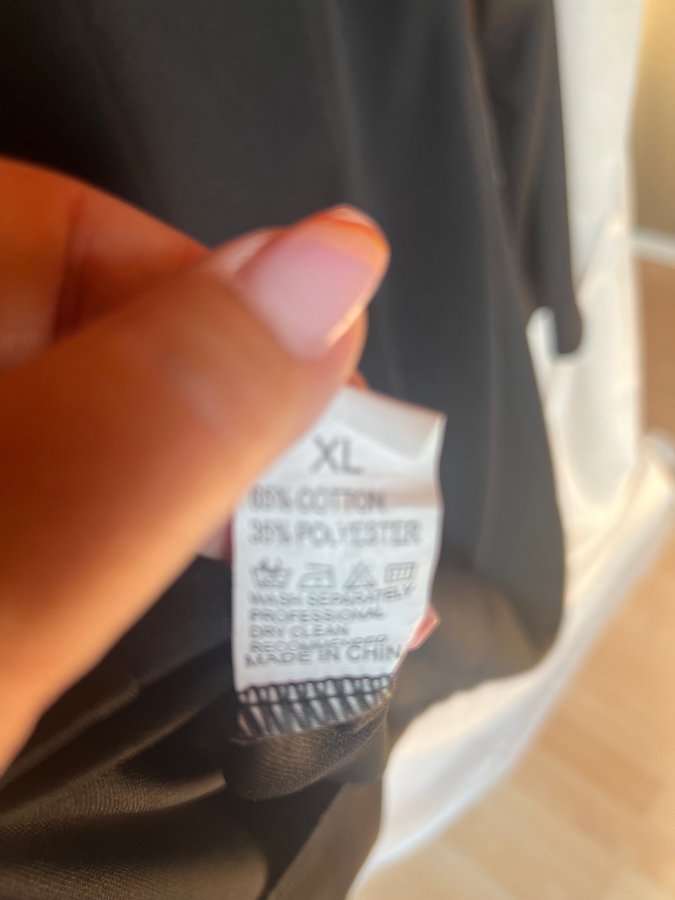 XL
65% COTTON
35% POLYESTER
WASH SEPARATELY
PROFESSIONAL
DRY CLEAN
RECOMMENDED
MADE IN CHIN